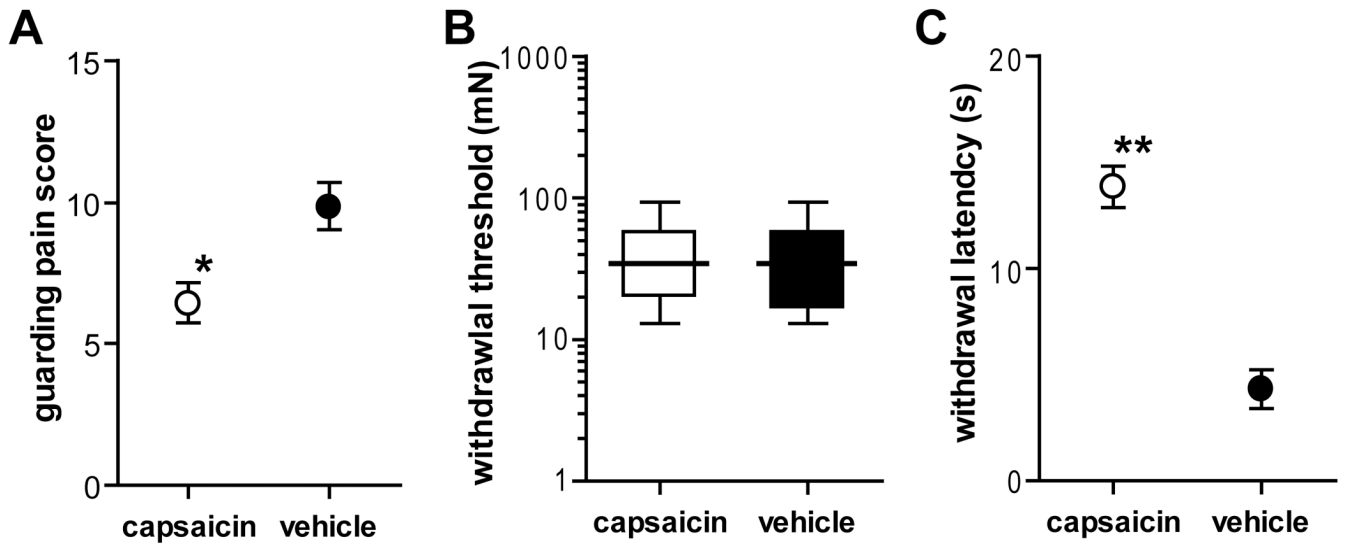 A
guarding pain score
15
10
5
0
*
capsaicin
vehicle
B
withdrawlal threshold (mN)
1000
100
10
1
capsaicin
vehicle
C
withdrawal latendcy (s)
20
10
0
**
capsaicin
vehicle